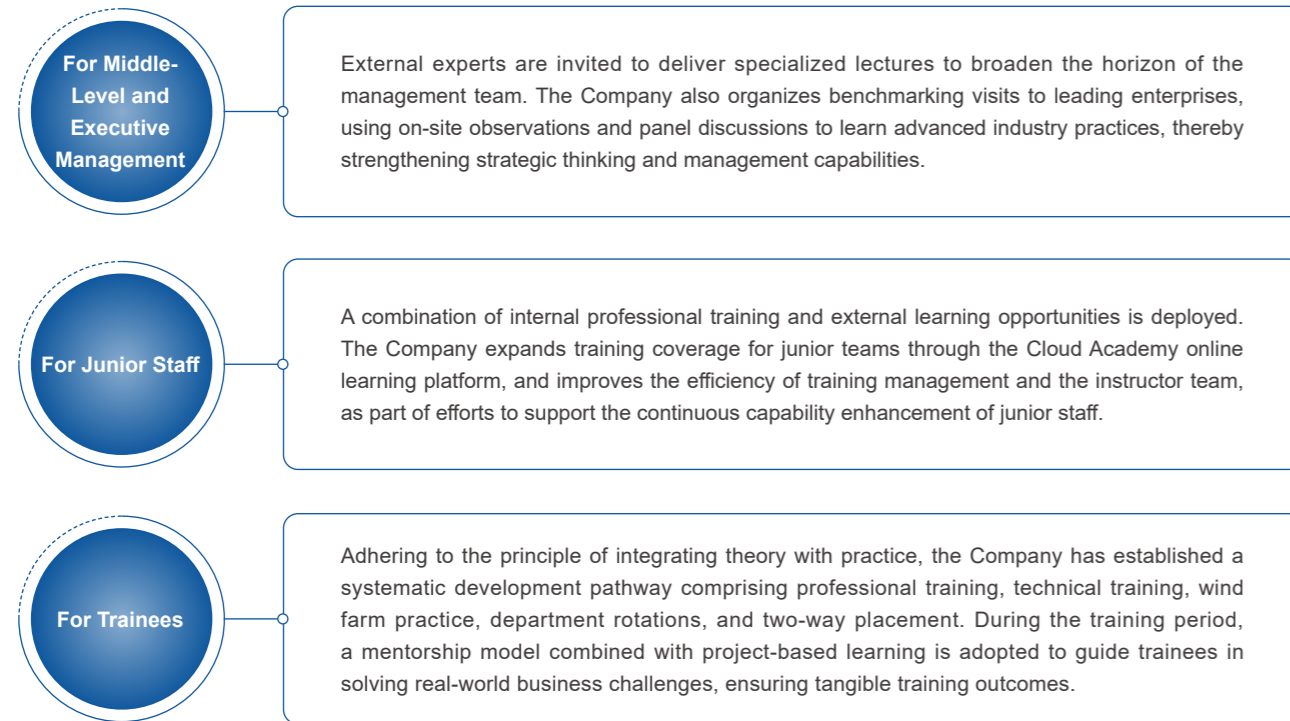 For Middle-
Level and
Executive
Management
External experts are invited to deliver specialized lectures to broaden the horizon of the
management team. The Company also organizes benchmarking visits to leading enterprises,
using on-site observations and panel discussions to learn advanced industry practices, thereby
strengthening strategic thinking and management capabilities.
For Junior Staff
A combination of internal professional training and external learning opportunities is deployed.
The Company expands training coverage for junior teams through the Cloud Academy online
learning platform, and improves the efficiency of training management and the instructor team,
as part of efforts to support the continuous capability enhancement of junior staff.
For Trainees
Adhering to the principle of integrating theory with practice, the Company has established a
systematic development pathway comprising professional training, technical training, wind
farm practice, department rotations, and two-way placement. During the training period,
a mentorship model combined with project-based learning is adopted to guide trainees in
solving real-world business challenges, ensuring tangible training outcomes.